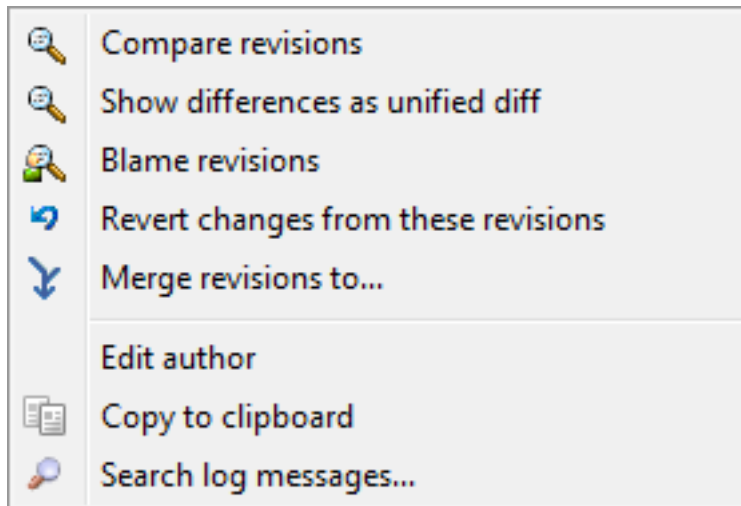 Compare revisions
Show differences as unified diff
Blame revisions
Revert changes from these revisions
Merge revisions to...
Edit author
Copy to clipboard
Search log messages...